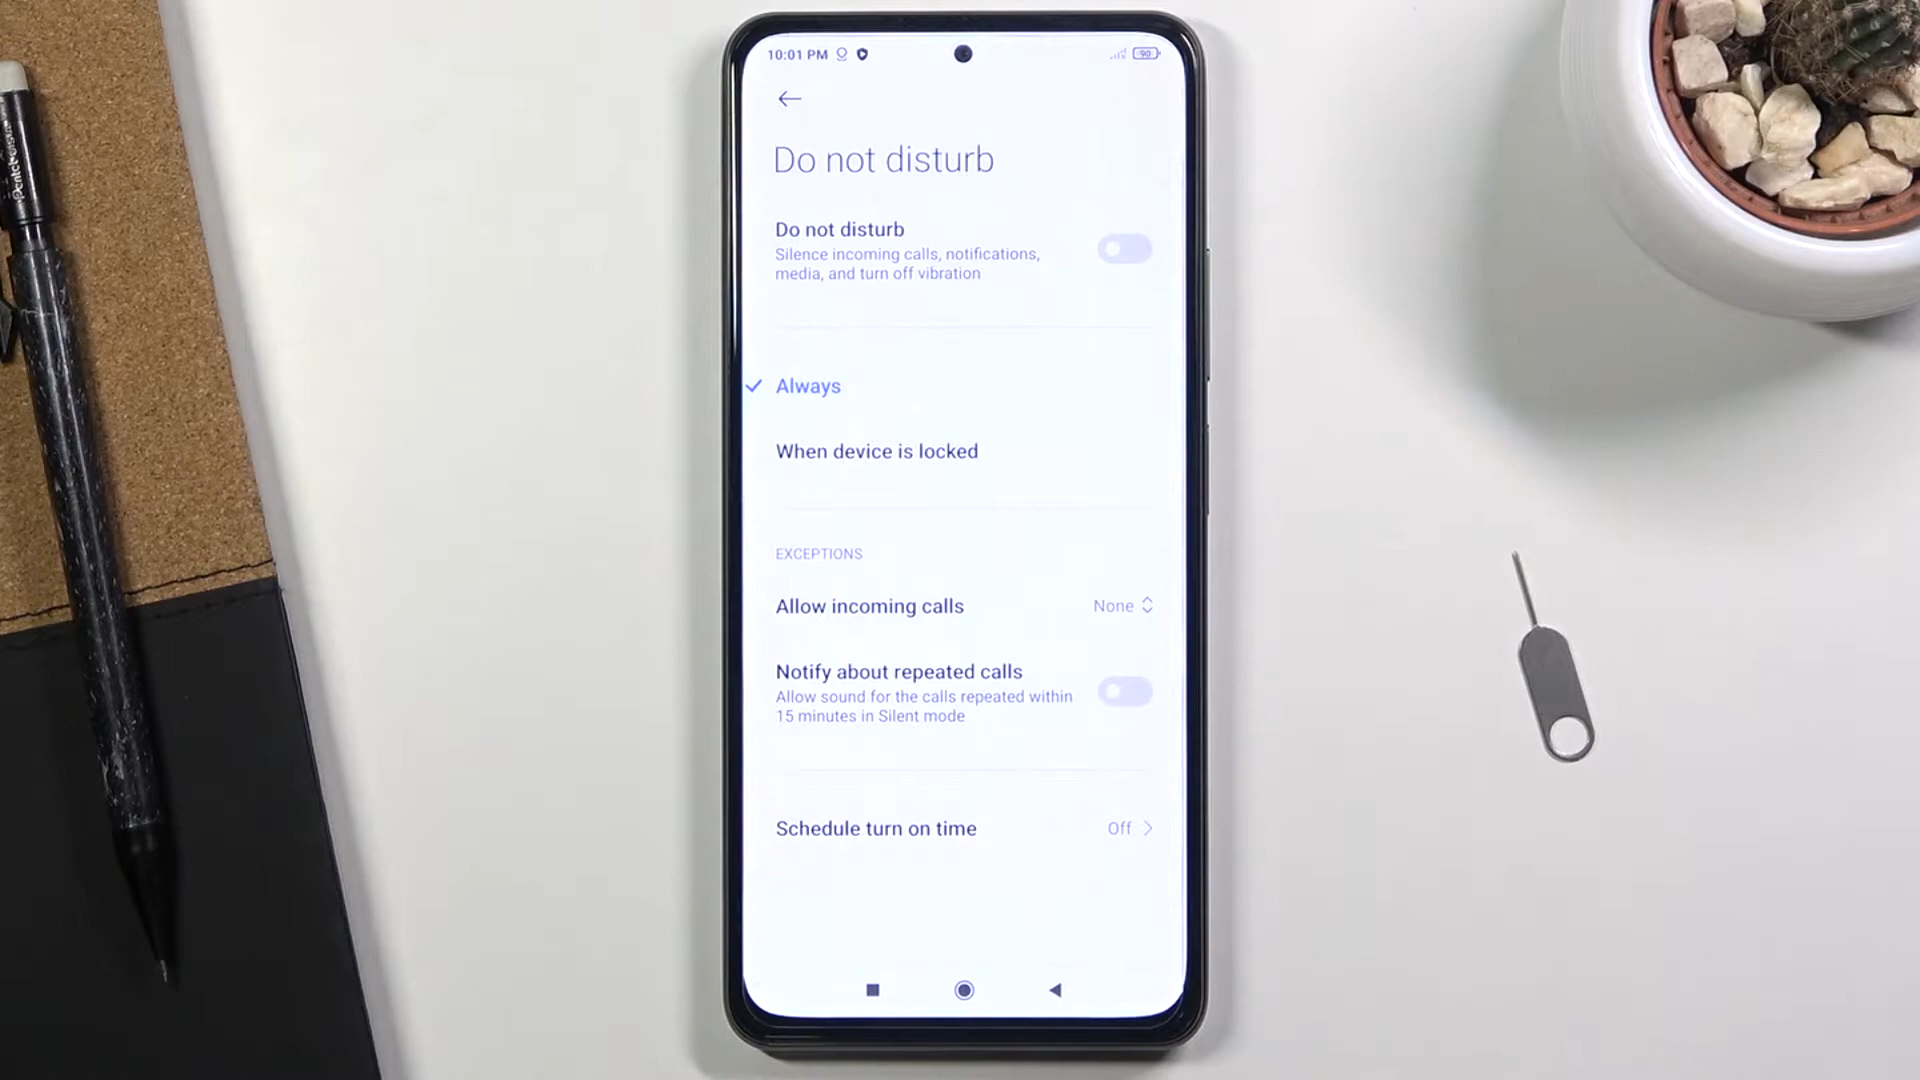 Pentel
10:01 PM
90
Do not disturb
Do not disturb
Silence incoming calls, notifications,
media, and turn off vibration
Always
When device is locked
EXCEPTIONS
Allow incoming calls
None
Notify about repeated calls
Allow sound for the calls repeated within
15 minutes in Silent mode
Schedule turn on time
Off